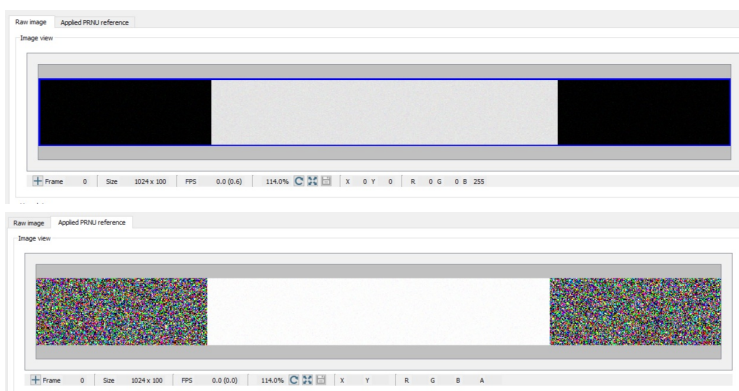 Raw image Applied PRNU reference
Image view
Frame 0 Size 1024 x 100 FPS 0.0 (0.6) 114.0% X 0 Y 0 R 0 G 0 B 255
Raw image Applied PRNU reference
Image view
Frame 0 Size 1024 x 100 FPS 0.0 (0.0) 114.0% X Y R G B A